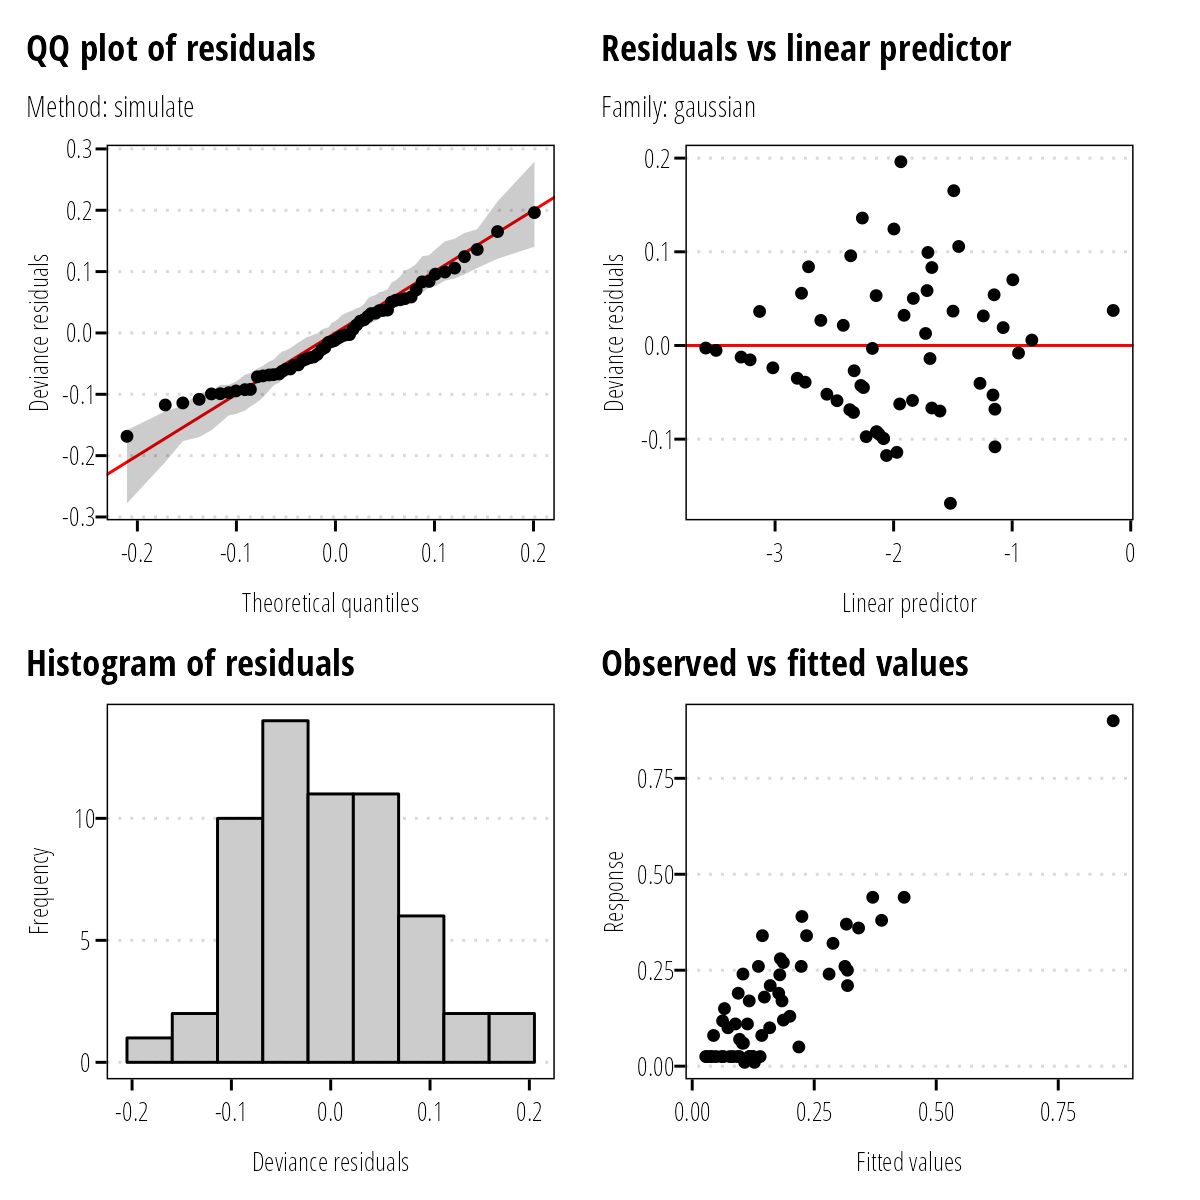 QQ plot of residuals
Method: simulate
0.3
0.2
0.1
0.0
-0.1
-0.2
-0.3
Deviance residuals
-0.2 -0.1 0.0 0.1 0.2
Theoretical quantiles
Residuals vs linear predictor
Family: gaussian
0.2
0.1
0.0
-0.1
Deviance residuals
-3 -2 -1 0
Linear predictor
Histogram of residuals
10
5
0
Frequency
-0.2 -0.1 0.0 0.1 0.2
Deviance residuals
Observed vs fitted values
0.75
0.50
0.25
0.00
Response
0.00 0.25 0.50 0.75
Fitted values